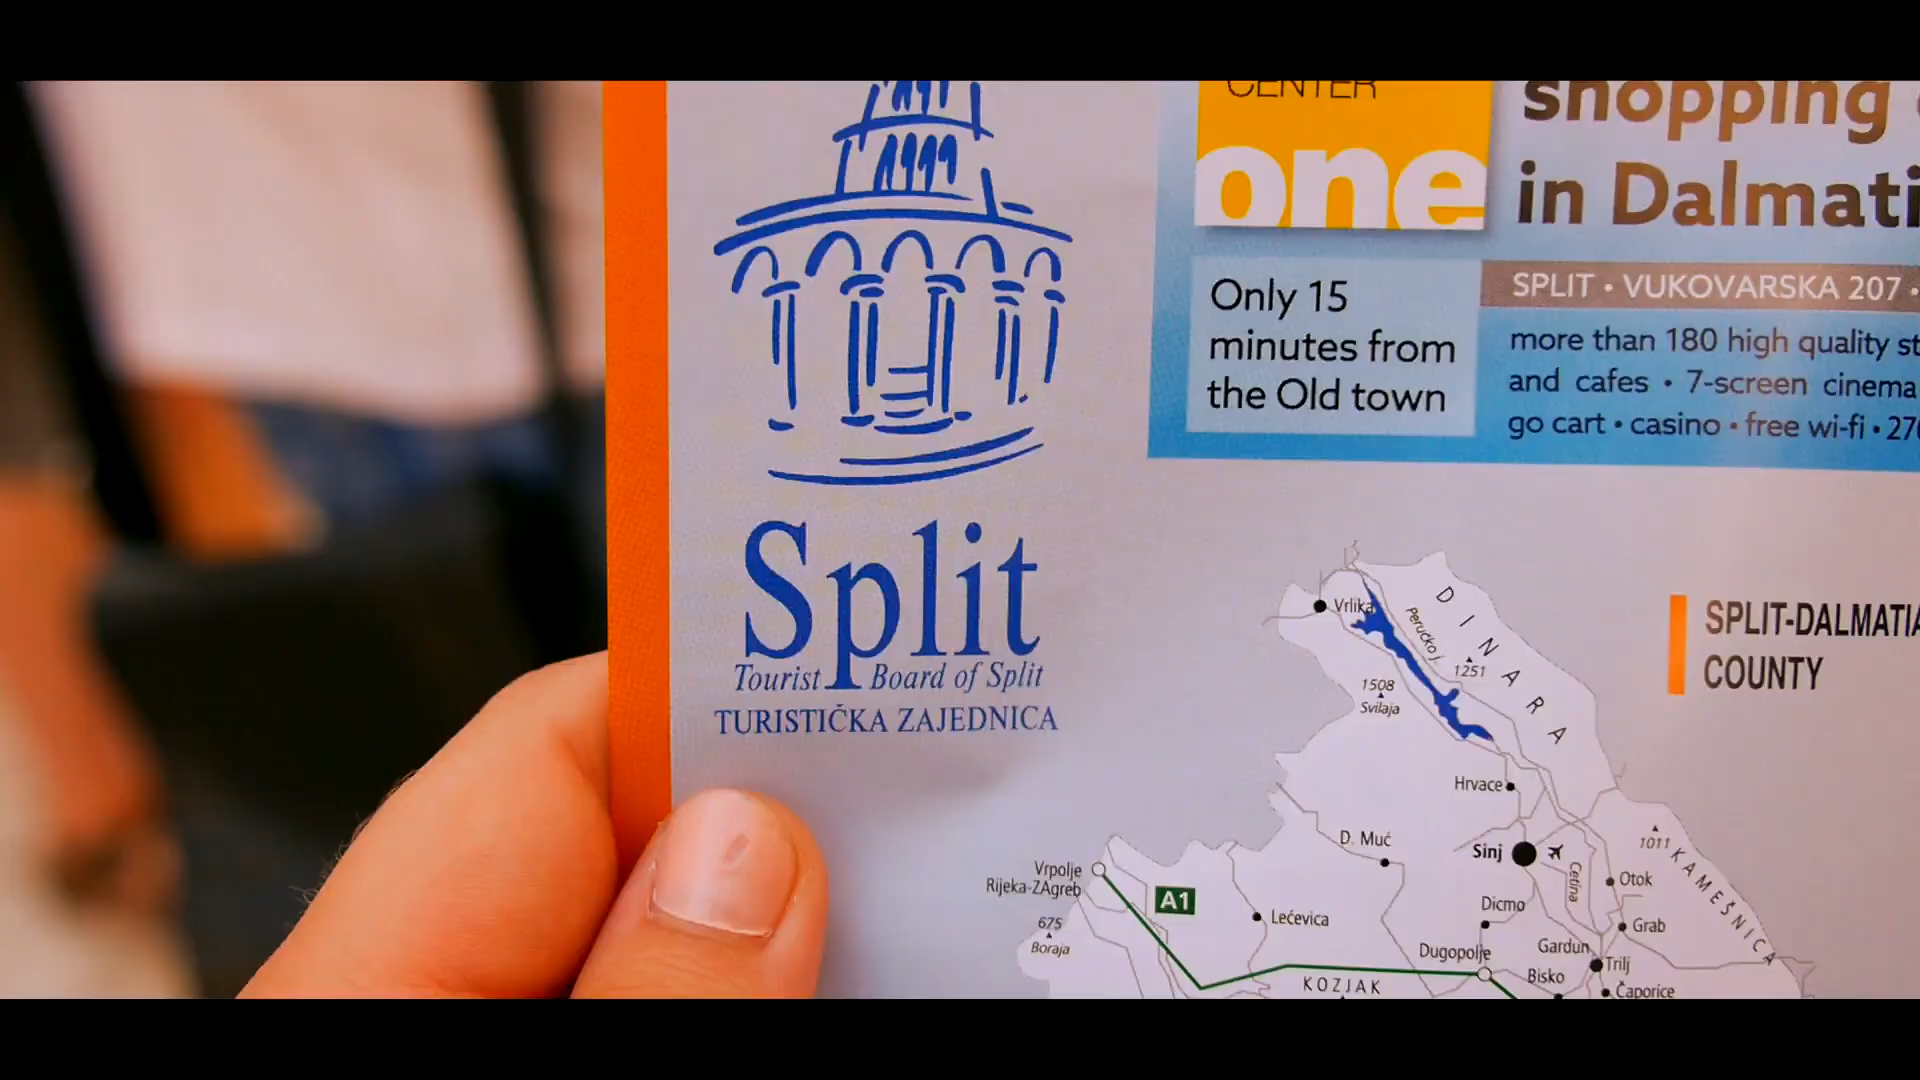 CENTER
one
shopping
in Dalmati
Only 15
minutes from
the Old town
SPLIT • VUKOVARSKA 207 •
more than 180 high quality st
and cafes • 7-screen cinema
go cart • casino • free wi-fi • 270
Split
Tourist Board of Split
TURISTIČKA ZAJEDNICA
SPLIT-DALMATIA
COUNTY
Vrlika
Peručko j.
DINARA
1251
1508
Svilaja
Hrvace
D. Muć
Sinj
Cetina
1011
KAMEŠNICA
Otok
Vrpolje
Rijeka-ZAgreb
A1
675
Boraja
Lećevica
Dicmo
Grab
Dugopolje
Gardun
Trilj
Bisko
Čaporice
KOZJAK